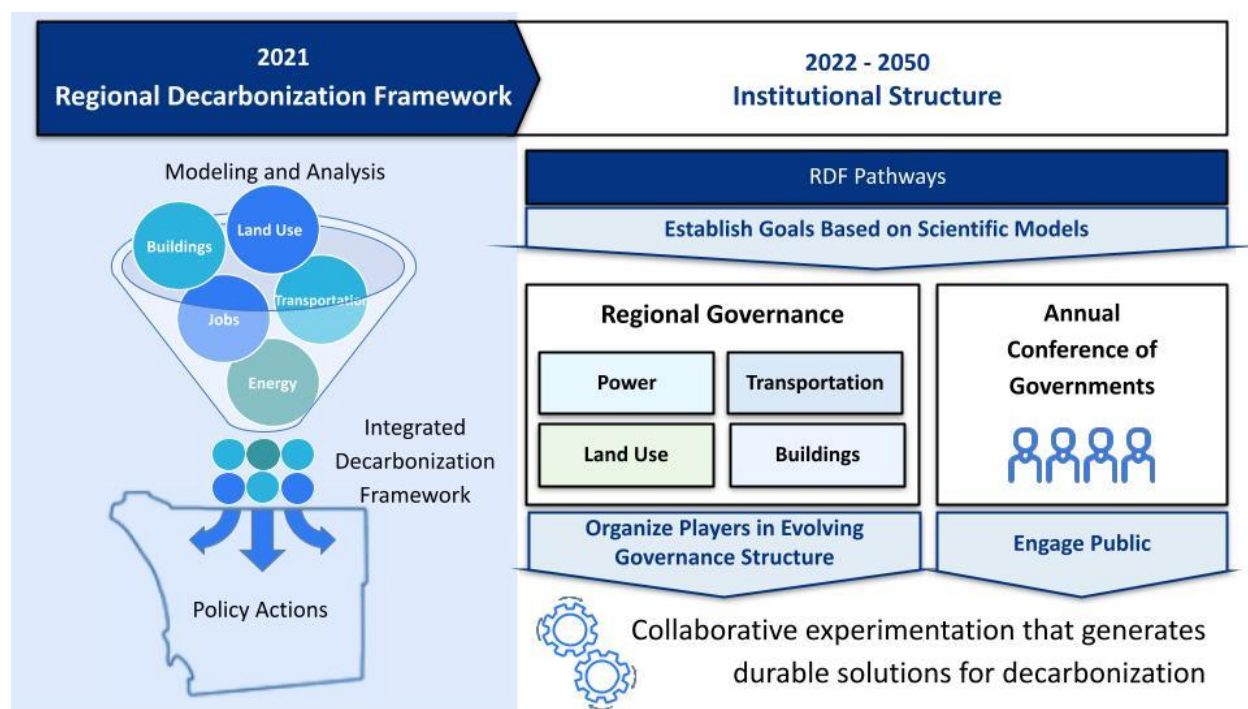 2021
Regional Decarbonization Framework
2022 - 2050
Institutional Structure
Modeling and Analysis
Buildings
Land Use
Jobs
Transportation
Energy
Integrated
Decarbonization
Framework
Policy Actions
RDF Pathways
Establish Goals Based on Scientific Models
Regional Governance
Power
Transportation
Land Use
Buildings
Annual
Conference of
Governments
Organize Players in Evolving
Governance Structure
Engage Public
Collaborative experimentation that generates
durable solutions for decarbonization